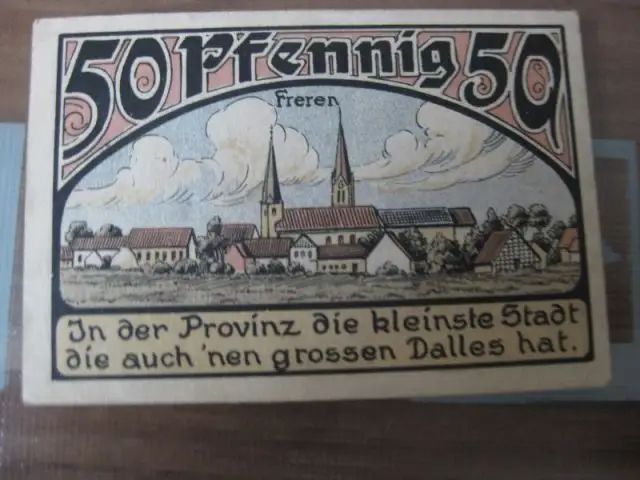 50 Pfennig 50
Freren
In der Provinz die kleinste Stadt
die auch 'nen grossen Dalles hat.